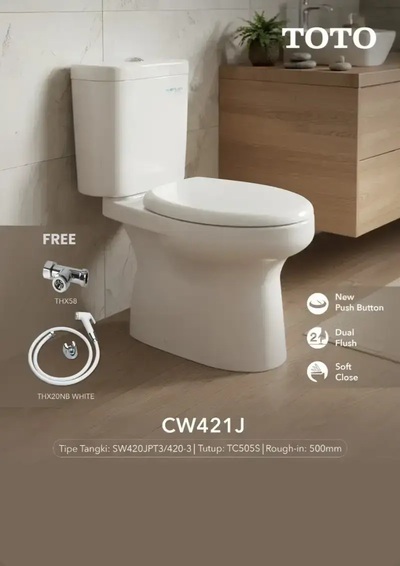 TOTO
FREE
THX58
THX20NB WHITE
New
Push Button
Dual
Flush
Soft
Close
CW421J
Tipe Tangki: SW420JPT3/420-3 | Tutup: TC505S | Rough-in: 500mm